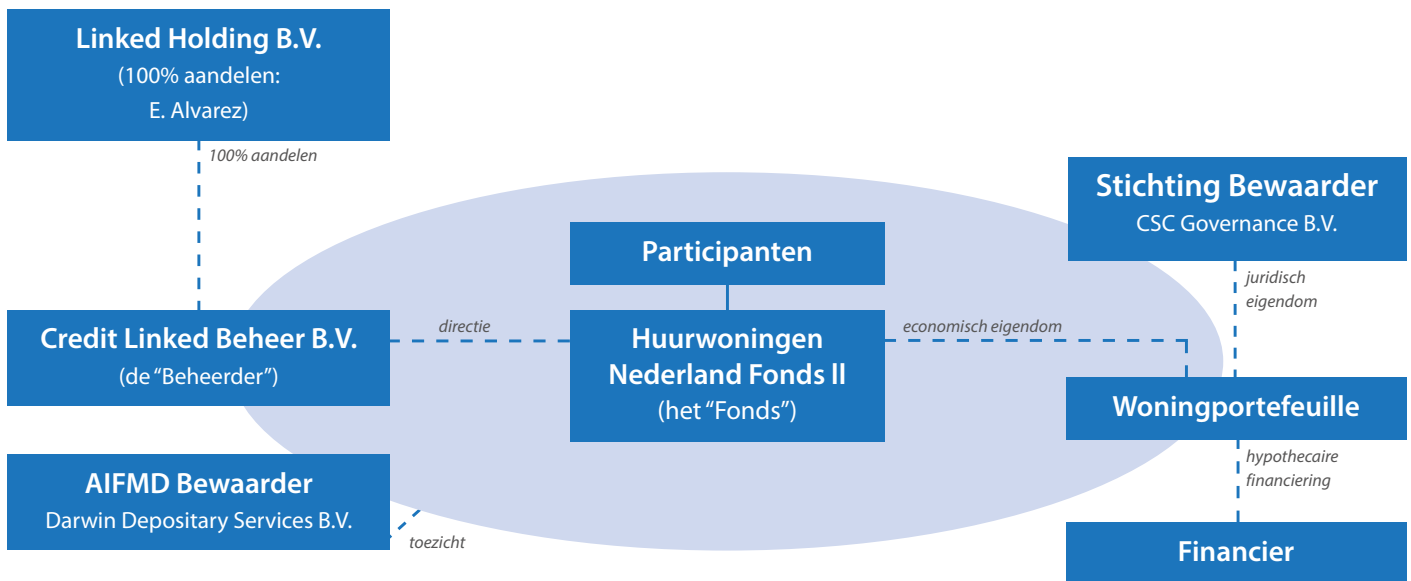 Linked Holding B.V.
(100% aandelen:
E. Alvarez)
100% aandelen
Stichting Bewaarder
CSC Governance B.V.
juridisch
eigendom
Participanten
Credit Linked Beheer B.V.
(de “Beheerder”)
directie
Huurwoningen
Nederland Fonds II
(het “Fonds”)
economisch eigendom
Woningportefeuille
hypothecaire
financiering
AIFMD Bewaarder
Darwin Depositary Services B.V.
toezicht
Financier